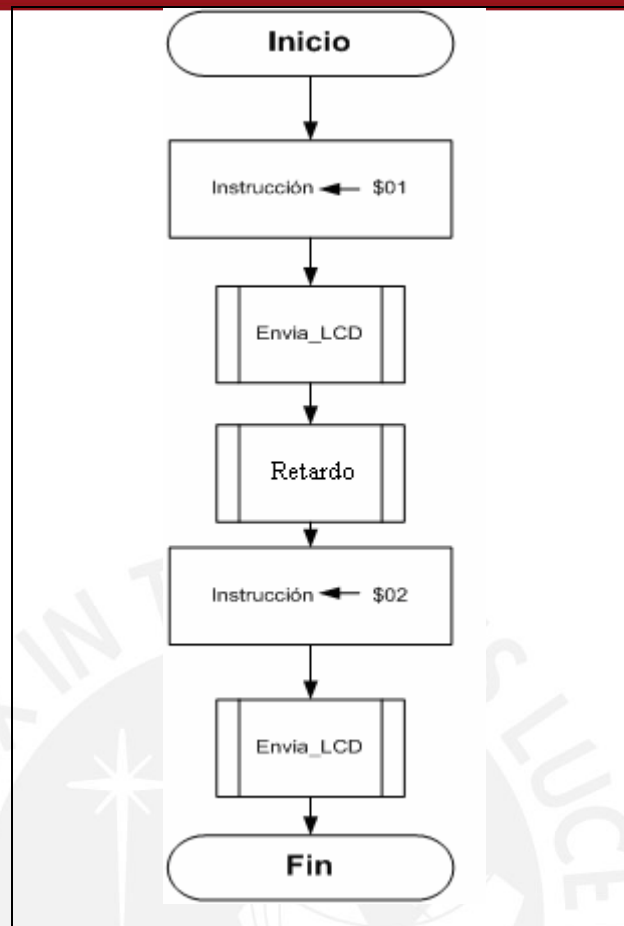 Inicio
Instrucción ← $01
Envia_LCD
Retardo
Instrucción ← $02
Envia_LCD
Fin